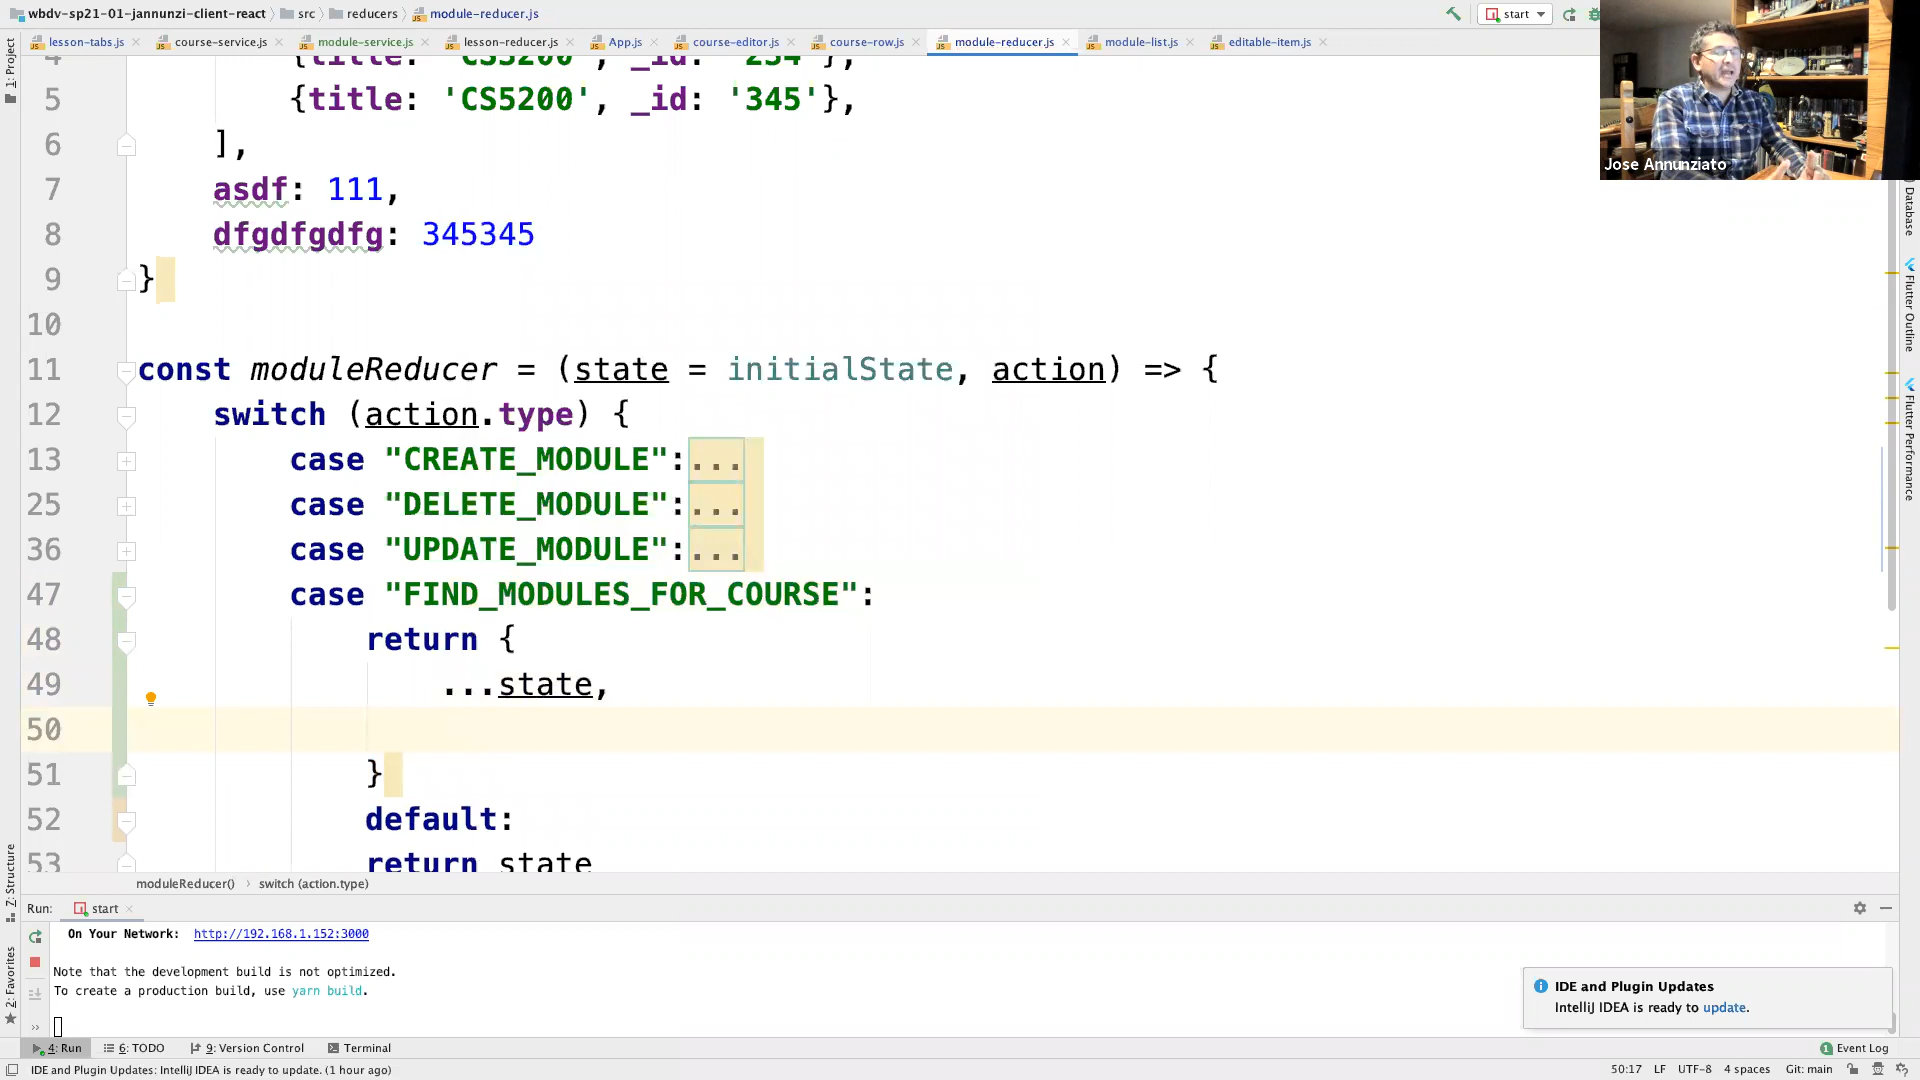 wbdv-sp21-01-jannunzi-client-react › src › reducers › module-reducer.js
start
lesson-tabs.js course-service.js module-service.js lesson-reducer.js App.js course-editor.js course-row.js module-reducer.js module-list.js editable-item.js
1: Project
5 {title: 'CS5200', _id: '345'},
6 ],
7 asdf: 111,
8 dfgdfgdfg: 345345
9 }
10
11 const moduleReducer = (state = initialState, action) => {
12 switch (action.type) {
13 case "CREATE_MODULE":...
25 case "DELETE_MODULE":...
36 case "UPDATE_MODULE":...
47 case "FIND_MODULES_FOR_COURSE":
48 return {
49 ...state,
50
51 }
52 default:
53 return state
Jose Annunziato
Database
Flutter Outline
Flutter Performance
Z: Structure
2: Favorites
moduleReducer() › switch (action.type)
Run: start
On Your Network: http://192.168.1.152:3000
Note that the development build is not optimized.
To create a production build, use yarn build.
IDE and Plugin Updates
IntelliJ IDEA is ready to update.
4: Run 6: TODO 9: Version Control Terminal
1 Event Log
IDE and Plugin Updates: IntelliJ IDEA is ready to update. (1 hour ago)
50:17 LF UTF-8 4 spaces Git: main